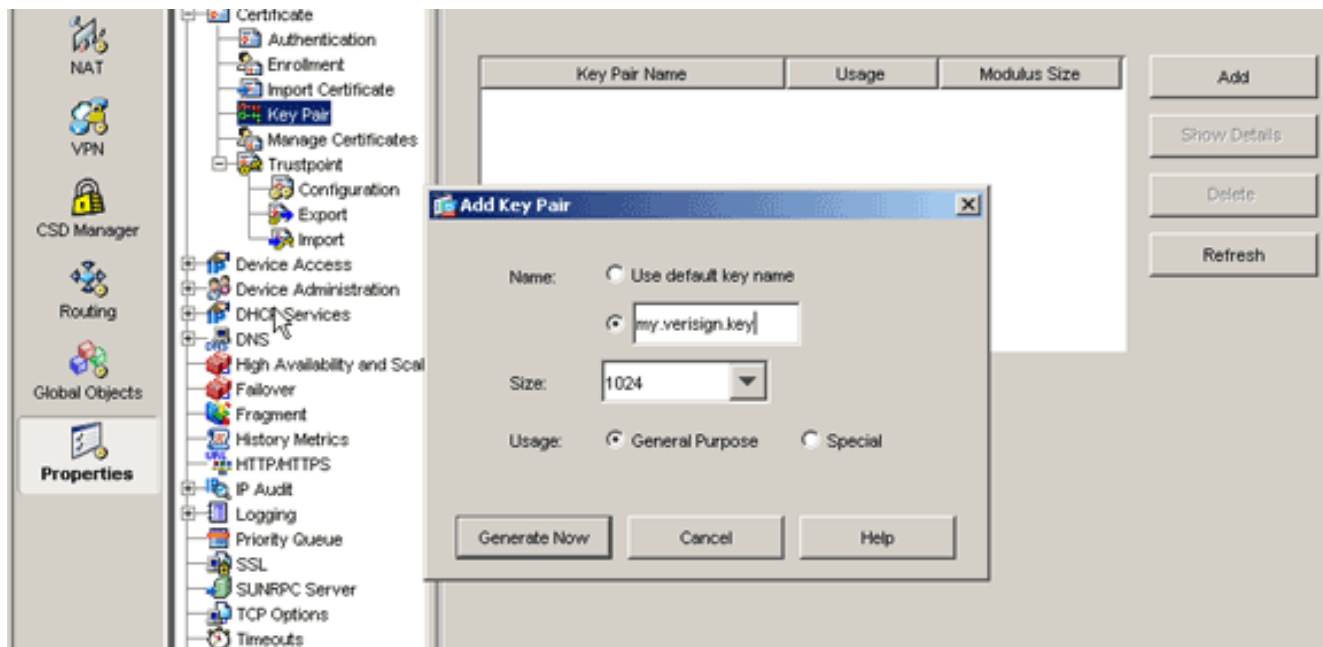 NAT
VPN
CSD Manager
Routing
Global Objects
Properties
Certificate
Authentication
Enrollment
Import Certificate
Key Pair
Manage Certificates
Trustpoint
Configuration
Export
Import
Device Access
Device Administration
DHCP Services
DNS
High Availability and Scal
Failover
Fragment
History Metrics
HTTP/HTTPS
IP Audit
Logging
Priority Queue
SSL
SUNRPC Server
TCP Options
Timeouts
Key Pair Name Usage Modulus Size
Add
Show Details
Delete
Refresh
Add Key Pair
Name: Use default key name
my.verisign.key
Size: 1024
Usage: General Purpose Special
Generate Now Cancel Help